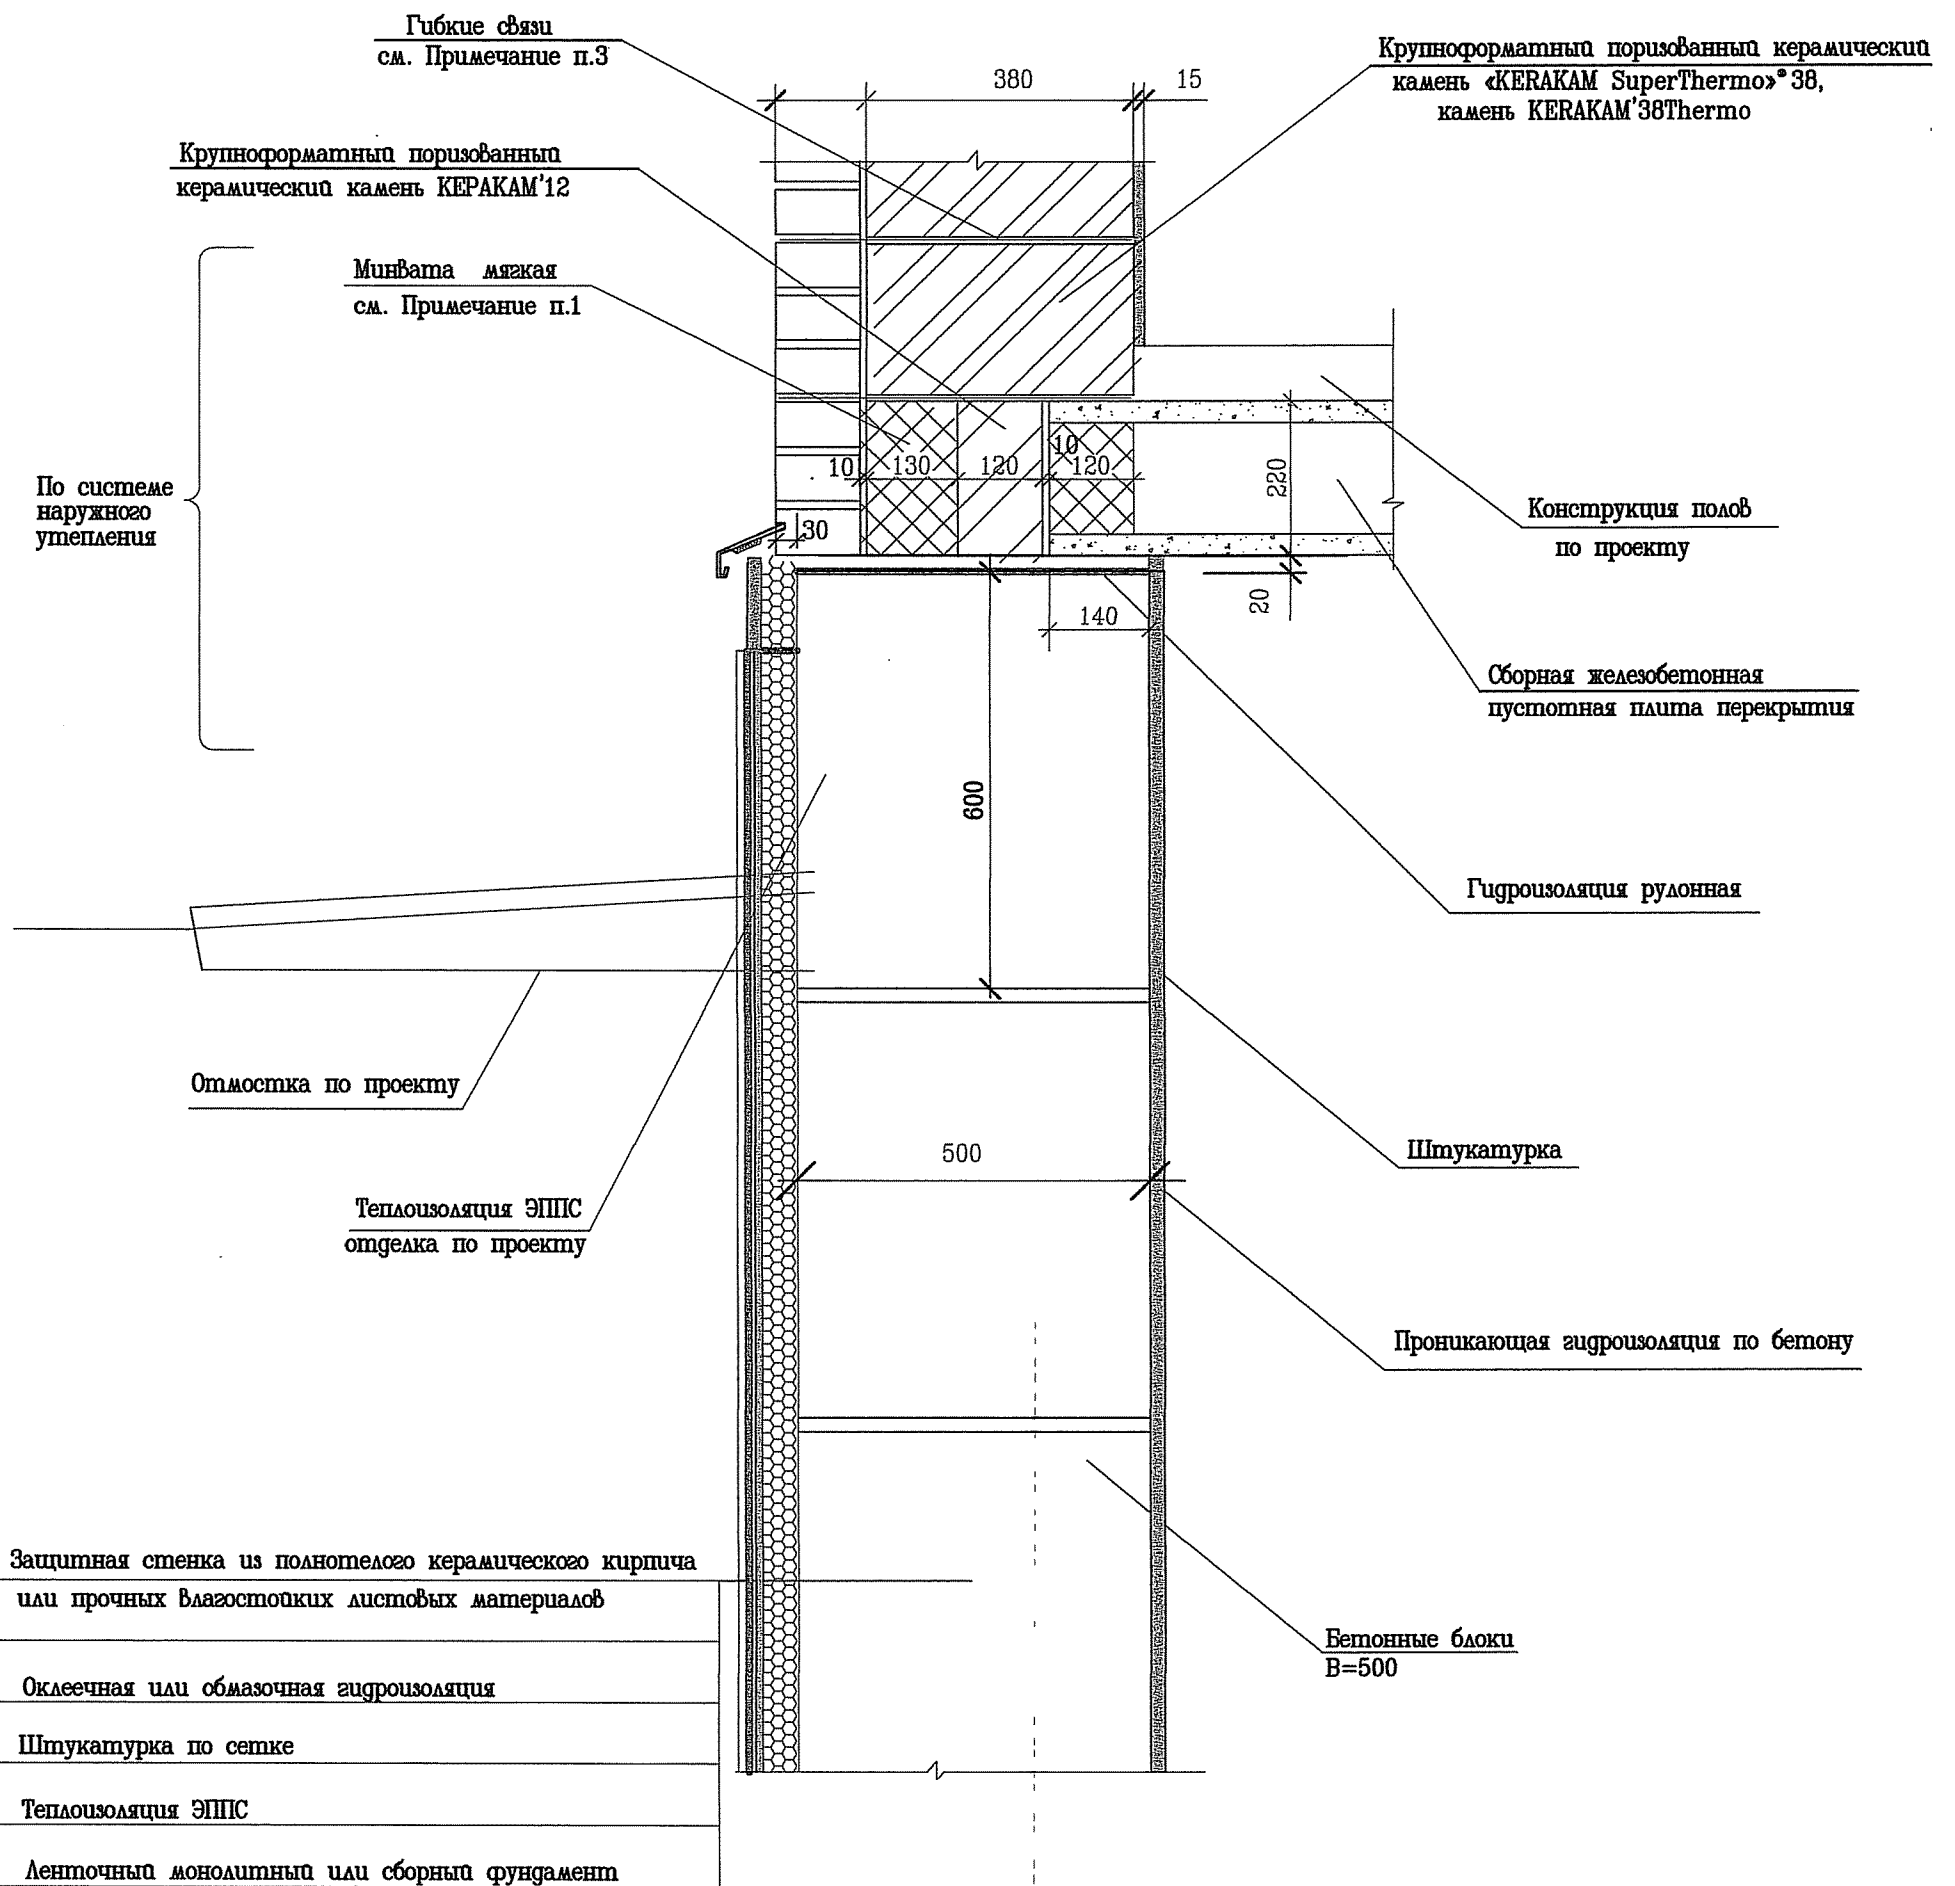 Гибкие связи
см. Примечание п.3
380
15
Крупноформатный поризованный керамический
камень «KERAKAM SuperThermo»® 38,
камень KERAKAM'38Thermo
Крупноформатный поризованный
керамический камень КЕРАКАМ'12
Минвата мягкая
см. Примечание п.1
По системе
наружного
утепления
10
130
120
10
120
220
30
20
140
Конструкция полов
по проекту
Сборная железобетонная
пустотная плита перекрытия
600
Гидроизоляция рулонная
Отмостка по проекту
500
Штукатурка
Теплоизоляция ЭППС
отделка по проекту
Проникающая гидроизоляция по бетону
Защитная стенка из полнотелого керамического кирпича
или прочных влагостойких листовых материалов
Бетонные блоки
В=500
Оклеечная или обмазочная гидроизоляция
Штукатурка по сетке
Теплоизоляция ЭППС
Ленточный монолитный или сборный фундамент